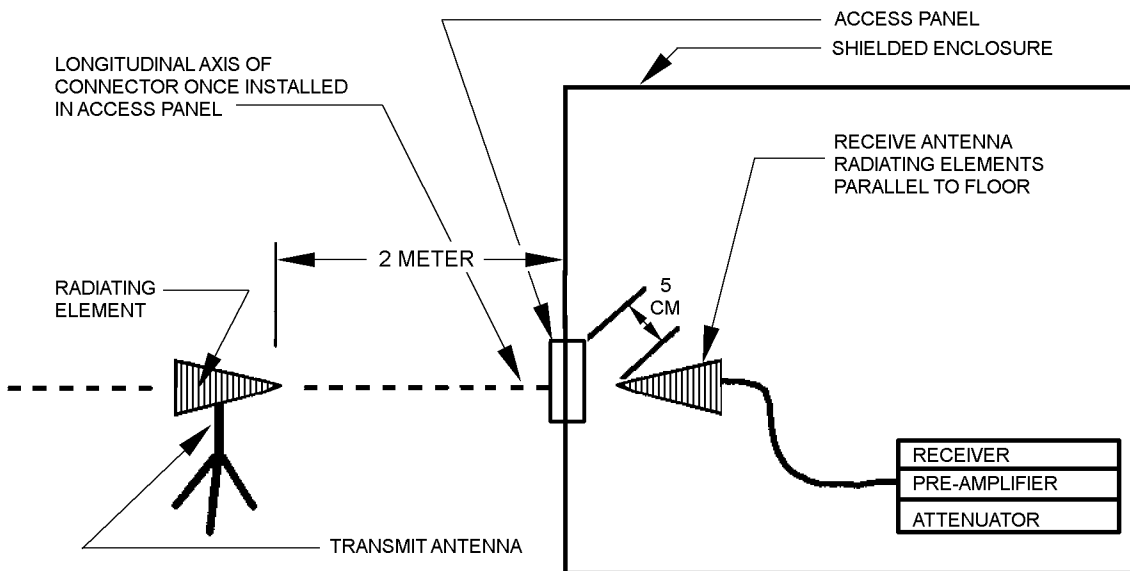 ACCESS PANEL
SHIELDED ENCLOSURE
LONGITUDINAL AXIS OF
CONNECTOR ONCE INSTALLED
IN ACCESS PANEL
RECEIVE ANTENNA
RADIATING ELEMENTS
PARALLEL TO FLOOR
2 METER
RADIATING
ELEMENT
5
CM
RECEIVER
PRE-AMPLIFIER
ATTENUATOR
TRANSMIT ANTENNA